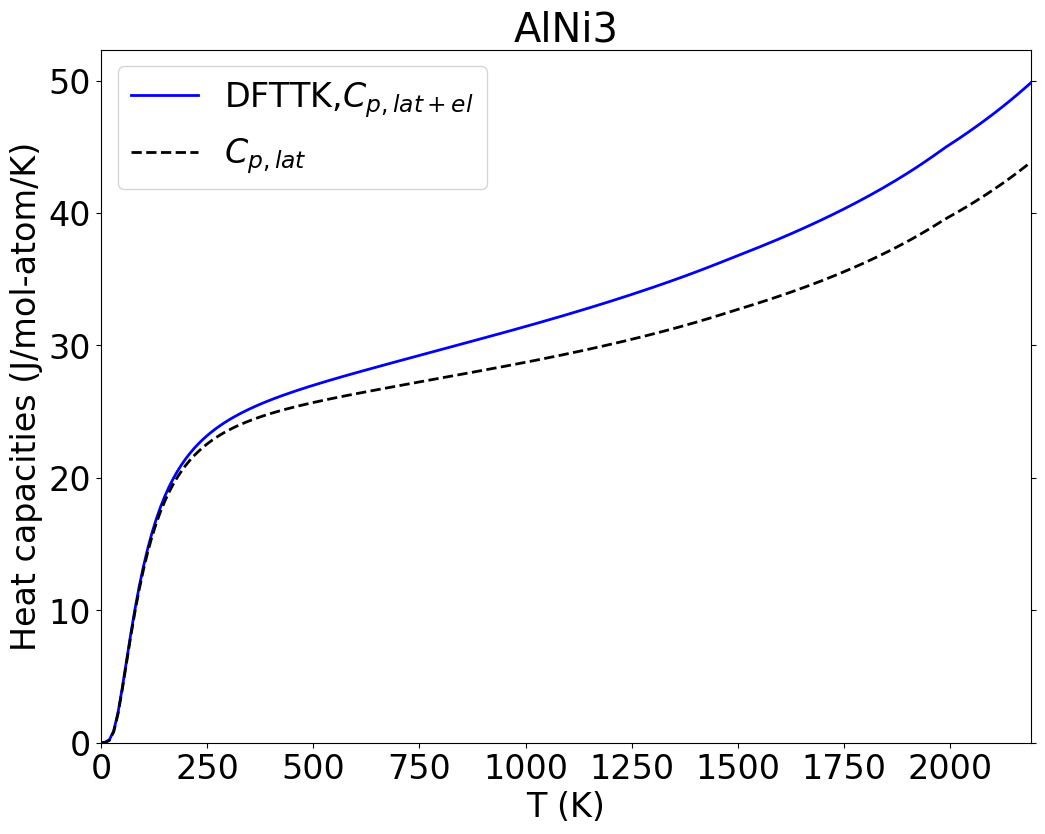 AlNi3
DFTTK,C_{p, lat + el}
C_{p, lat}
Heat capacities (J/mol-atom/K)
50
40
30
20
10
0
0 250 500 750 1000 1250 1500 1750 2000
T (K)